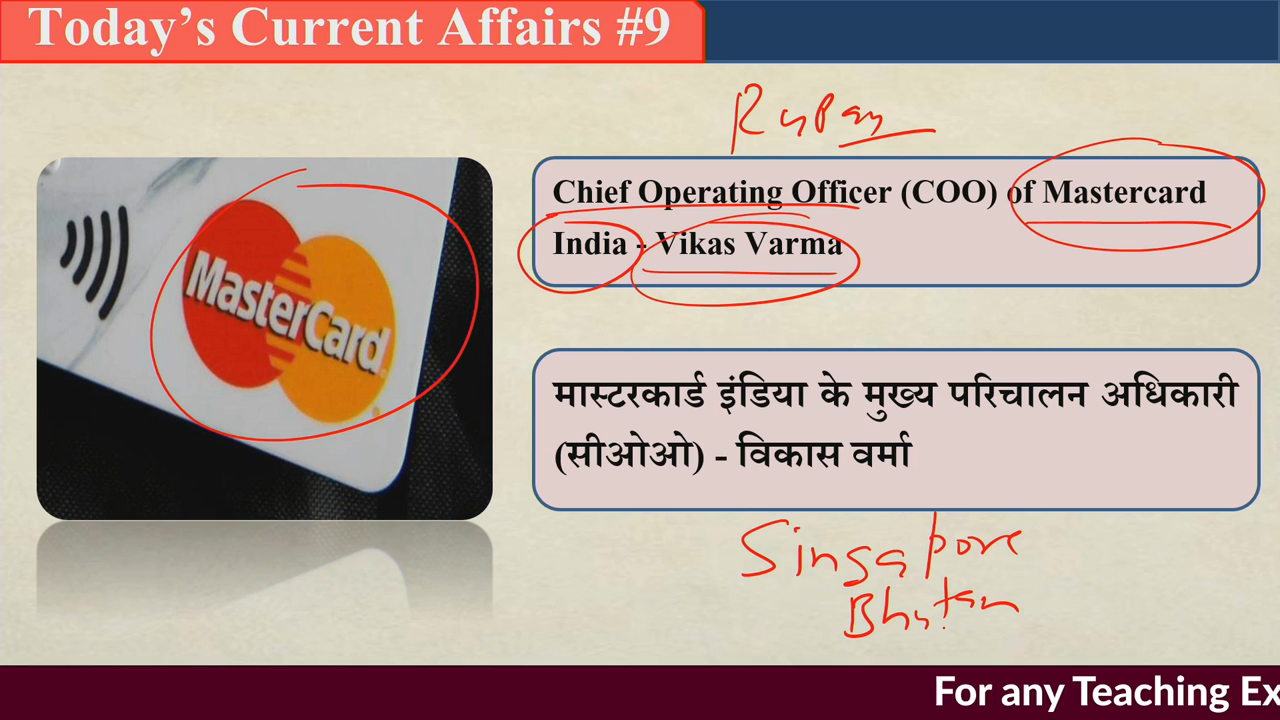 Today's Current Affairs #9
RuPay
Chief Operating Officer (COO) of Mastercard
India - Vikas Varma
MasterCard
मास्टरकार्ड इंडिया के मुख्य परिचालन अधिकारी
(सीओओ) - विकास वर्मा
Singapore
Bhutan
For any Teaching Ex